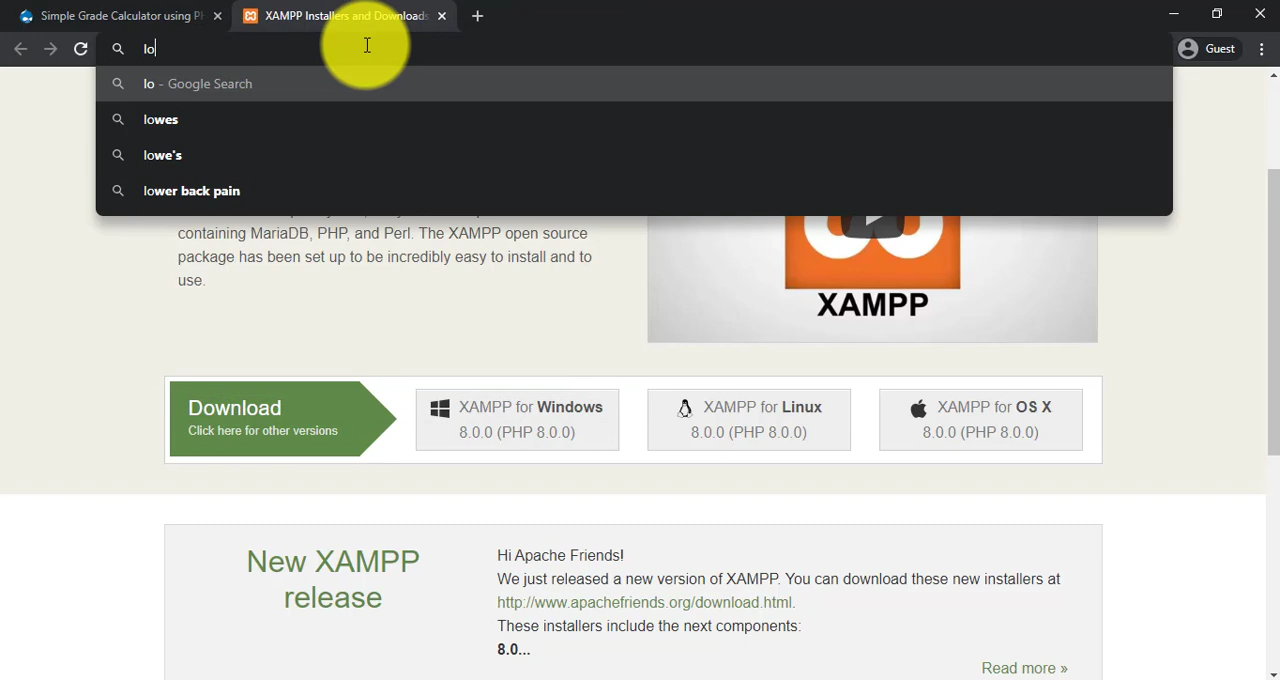 Simple Grade Calculator using P
XAMPP Installers and Downloads
lo
Guest
lo - Google Search
lowes
lowe's
lower back pain
containing MariaDB, PHP, and Perl. The XAMPP open source
package has been set up to be incredibly easy to install and to
use.
XAMPP
Download
Click here for other versions
XAMPP for Windows
8.0.0 (PHP 8.0.0)
XAMPP for Linux
8.0.0 (PHP 8.0.0)
XAMPP for OS X
8.0.0 (PHP 8.0.0)
New XAMPP
release
Hi Apache Friends!
We just released a new version of XAMPP. You can download these new installers at
http://www.apachefriends.org/download.html.
These installers include the next components:
8.0...
Read more »